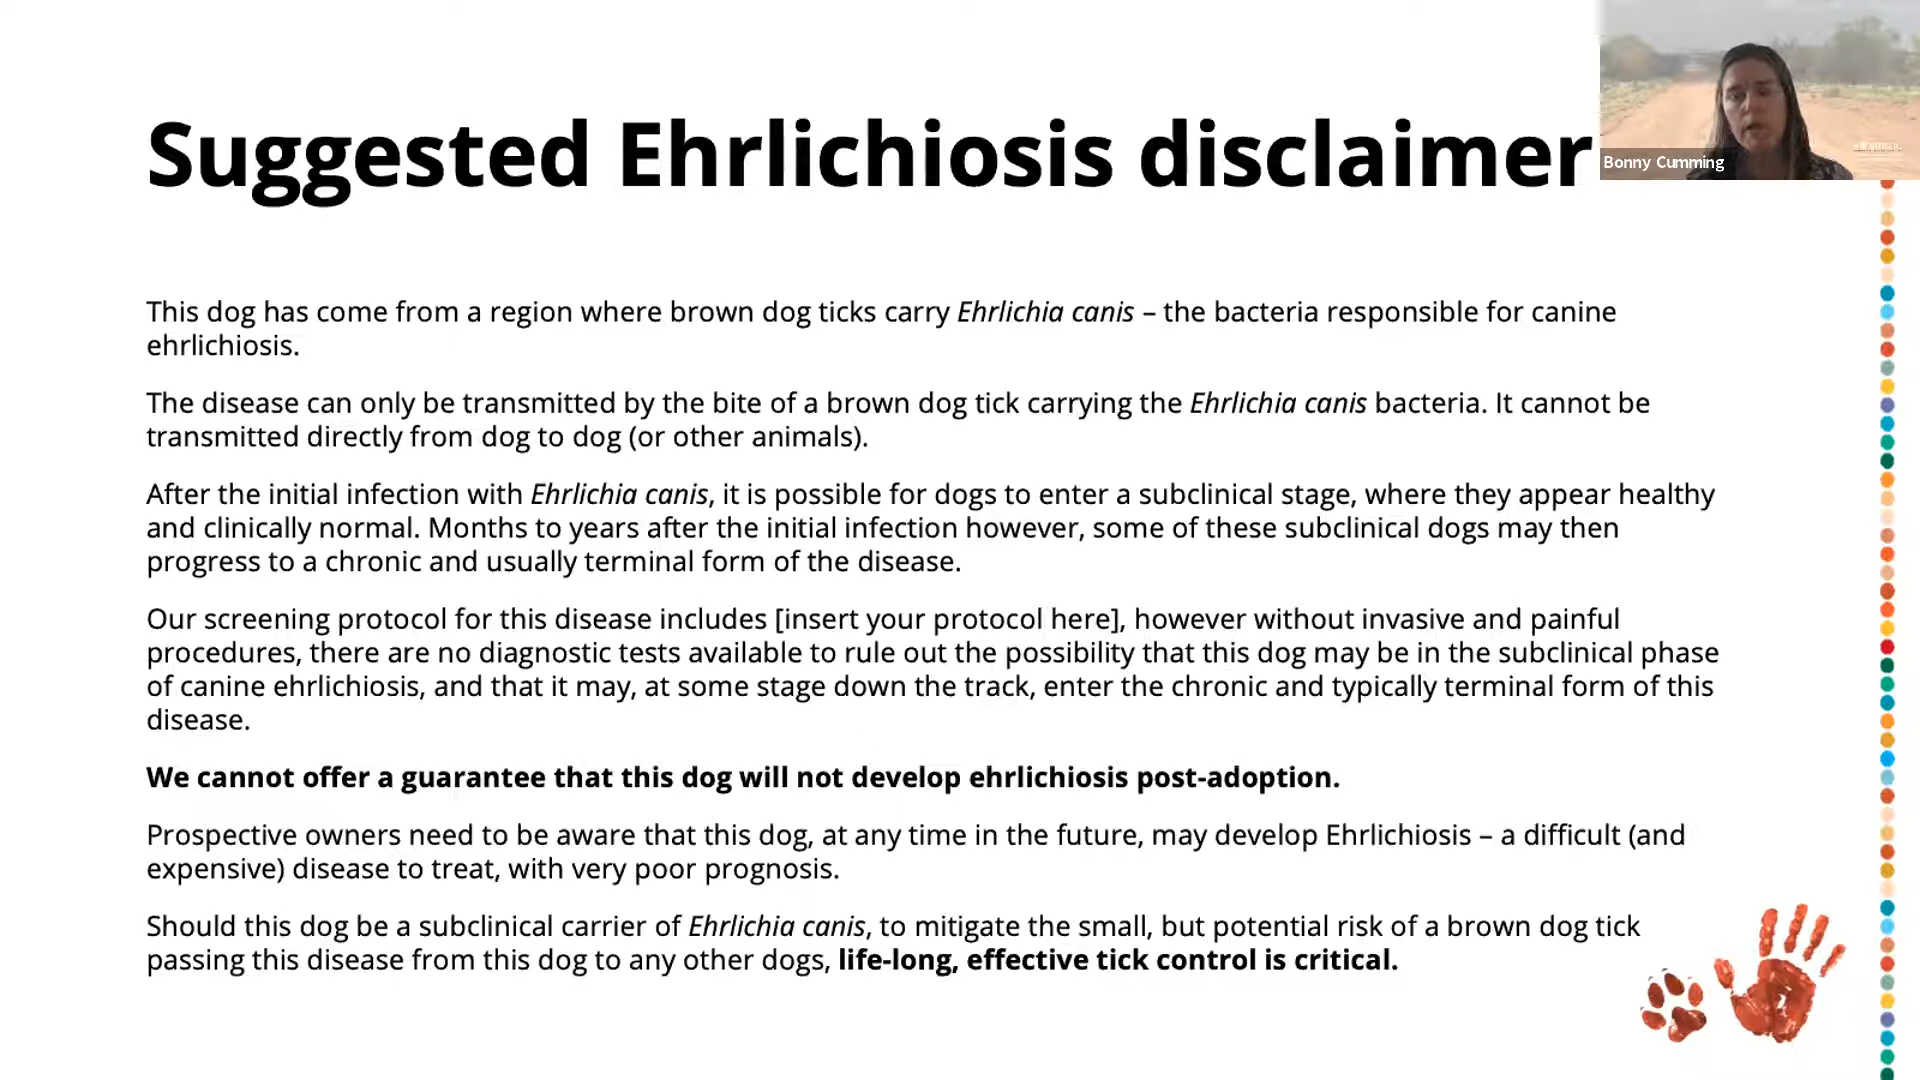 Suggested Ehrlichiosis disclaimer
Bonny Cumming
This dog has come from a region where brown dog ticks carry Ehrlichia canis – the bacteria responsible for canine
ehrlichiosis.
The disease can only be transmitted by the bite of a brown dog tick carrying the Ehrlichia canis bacteria. It cannot be
transmitted directly from dog to dog (or other animals).
After the initial infection with Ehrlichia canis, it is possible for dogs to enter a subclinical stage, where they appear healthy
and clinically normal. Months to years after the initial infection however, some of these subclinical dogs may then
progress to a chronic and usually terminal form of the disease.
Our screening protocol for this disease includes [insert your protocol here], however without invasive and painful
procedures, there are no diagnostic tests available to rule out the possibility that this dog may be in the subclinical phase
of canine ehrlichiosis, and that it may, at some stage down the track, enter the chronic and typically terminal form of this
disease.
We cannot offer a guarantee that this dog will not develop ehrlichiosis post-adoption.
Prospective owners need to be aware that this dog, at any time in the future, may develop Ehrlichiosis – a difficult (and
expensive) disease to treat, with very poor prognosis.
Should this dog be a subclinical carrier of Ehrlichia canis, to mitigate the small, but potential risk of a brown dog tick
passing this disease from this dog to any other dogs, life-long, effective tick control is critical.